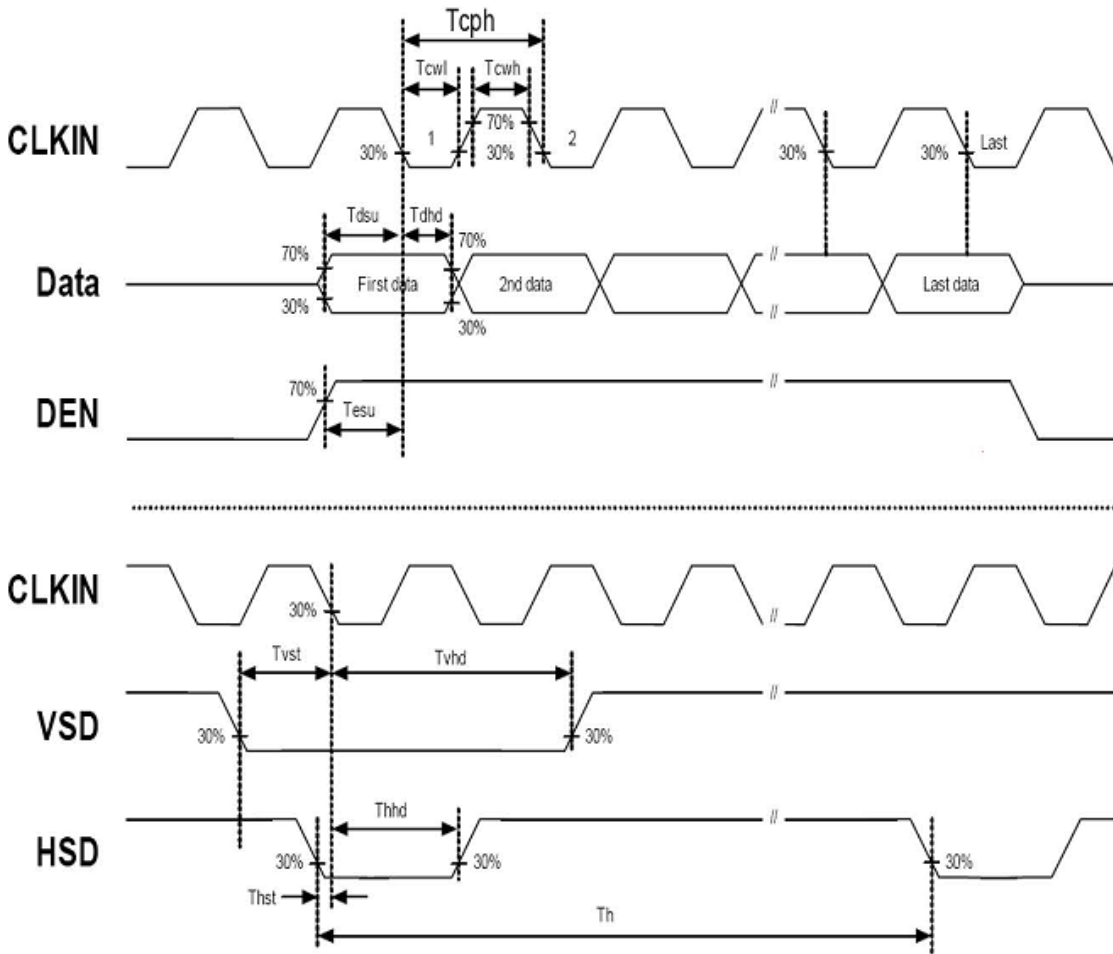 Tcph
Tcwl Tcwh
//
CLKIN 30% 1 70% 30% 2 30% 30% Last
Tdsu Tdhd
70% 70% //
Data First data 2nd data Last data
30% 30% //
70% //
DEN Tesu
CLKIN 30% //
Tvst Tvhd
//
VSD 30% 30%
Thhd //
HSD 30% 30% 30%
Thst
Th